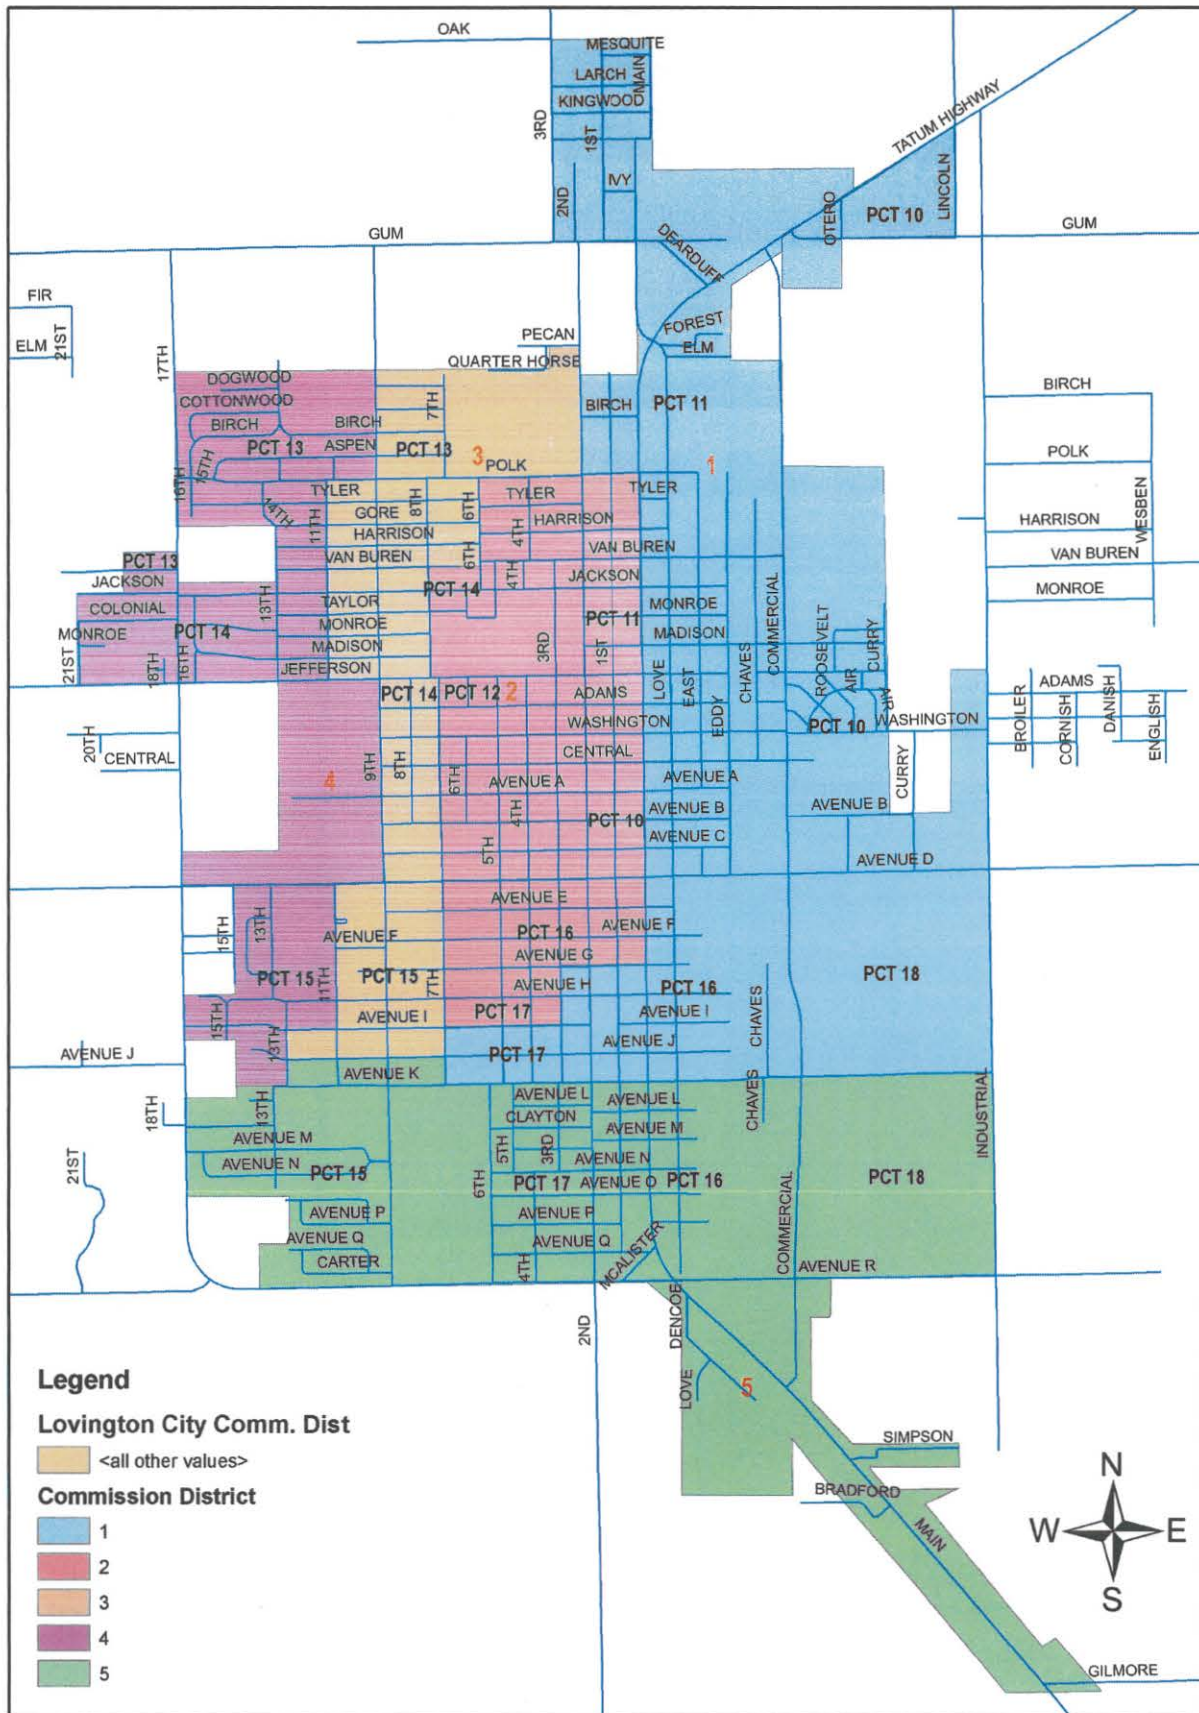 OAK
MESQUITE
LARCH
MAIN
KINGWOOD
3RD
1ST
TATUM HIGHWAY
IVY
2ND
LINCOLN
OTERO
PCT 10
GUM
DEARDUFF
GUM
FIR
21ST
ELM
17TH
PECAN
FOREST
ELM
QUARTER HORSE
DOGWOOD
COTTONWOOD
BIRCH
BIRCH
7TH
BIRCH
PCT 11
BIRCH
ASPEN
PCT 13
PCT 13
3
POLK
1
POLK
15TH
16TH
TYLER
8TH
6TH
TYLER
TYLER
WESBEN
14TH
11TH
GORE
HARRISON
4TH
HARRISON
HARRISON
VAN BUREN
6TH
VAN BUREN
VAN BUREN
PCT 13
JACKSON
13TH
PCT 14
4TH
JACKSON
MONROE
COLONIAL
TAYLOR
MONROE
COMMERCIAL
MONROE
PCT 14
MONROE
3RD
PCT 11
MADISON
ROOSEVELT
CURRY
21ST
18TH
16TH
MADISON
JEFFERSON
1ST
LOVE
EAST
CHAVES
AIR
PCT 14
PCT 12
2
ADAMS
EDDY
AIR
ADAMS
DANISH
WASHINGTON
PCT 10
WASHINGTON
BROILER
CORNISH
ENGLISH
20TH
CENTRAL
9TH
8TH
6TH
CENTRAL
CURRY
4
AVENUE A
AVENUE A
4TH
PCT 10
AVENUE B
AVENUE B
5TH
AVENUE C
AVENUE D
AVENUE E
15TH
13TH
AVENUE F
PCT 16
AVENUE F
AVENUE G
PCT 15
11TH
PCT 15
7TH
AVENUE H
PCT 16
PCT 18
CHAVES
15TH
AVENUE I
PCT 17
AVENUE I
AVENUE J
13TH
PCT 17
AVENUE J
AVENUE K
18TH
13TH
AVENUE L
AVENUE L
CHAVES
INDUSTRIAL
CLAYTON
AVENUE M
5TH
3RD
AVENUE M
21ST
AVENUE N
PCT 15
6TH
AVENUE N
PCT 17
AVENUE O
PCT 16
PCT 18
COMMERCIAL
AVENUE P
AVENUE P
AVENUE Q
AVENUE Q
CARTER
4TH
MCALISTER
AVENUE R
2ND
DENCOE
LOVE
5
SIMPSON
BRADFORD
MAIN
GILMORE
Legend
Lovington City Comm. Dist
<all other values>
Commission District
1
2
3
4
5
N
W
E
S